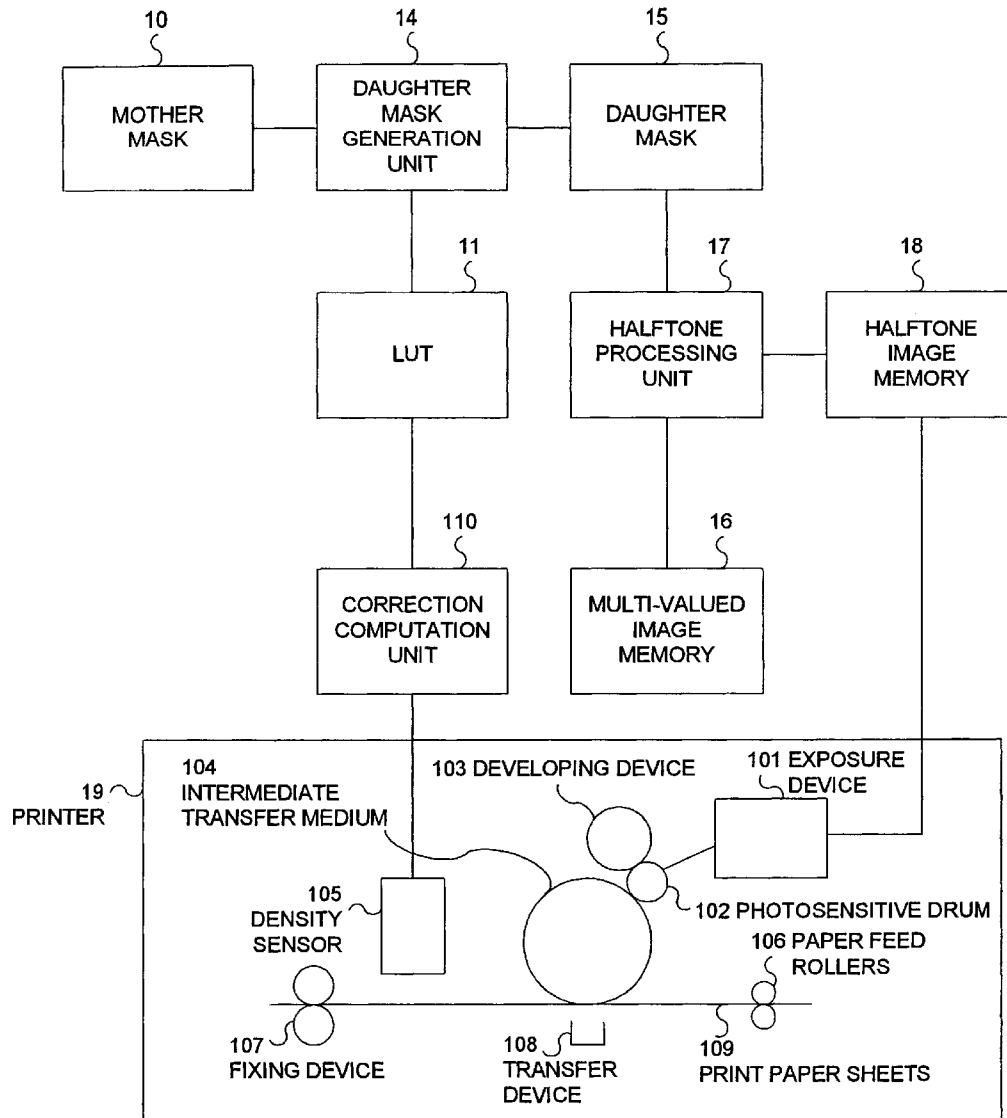 10
14
15
MOTHER
MASK
DAUGHTER
MASK
GENERATION
UNIT
DAUGHTER
MASK
11
17
18
LUT
HALFTONE
PROCESSING
UNIT
HALFTONE
IMAGE
MEMORY
110
16
CORRECTION
COMPUTATION
UNIT
MULTI-VALUED
IMAGE
MEMORY
19
PRINTER
104
INTERMEDIATE
TRANSFER MEDIUM
103 DEVELOPING DEVICE
101 EXPOSURE
DEVICE
105
DENSITY
SENSOR
102 PHOTOSENSITIVE DRUM
106 PAPER FEED
ROLLERS
107
FIXING DEVICE
108
TRANSFER
DEVICE
109
PRINT PAPER SHEETS